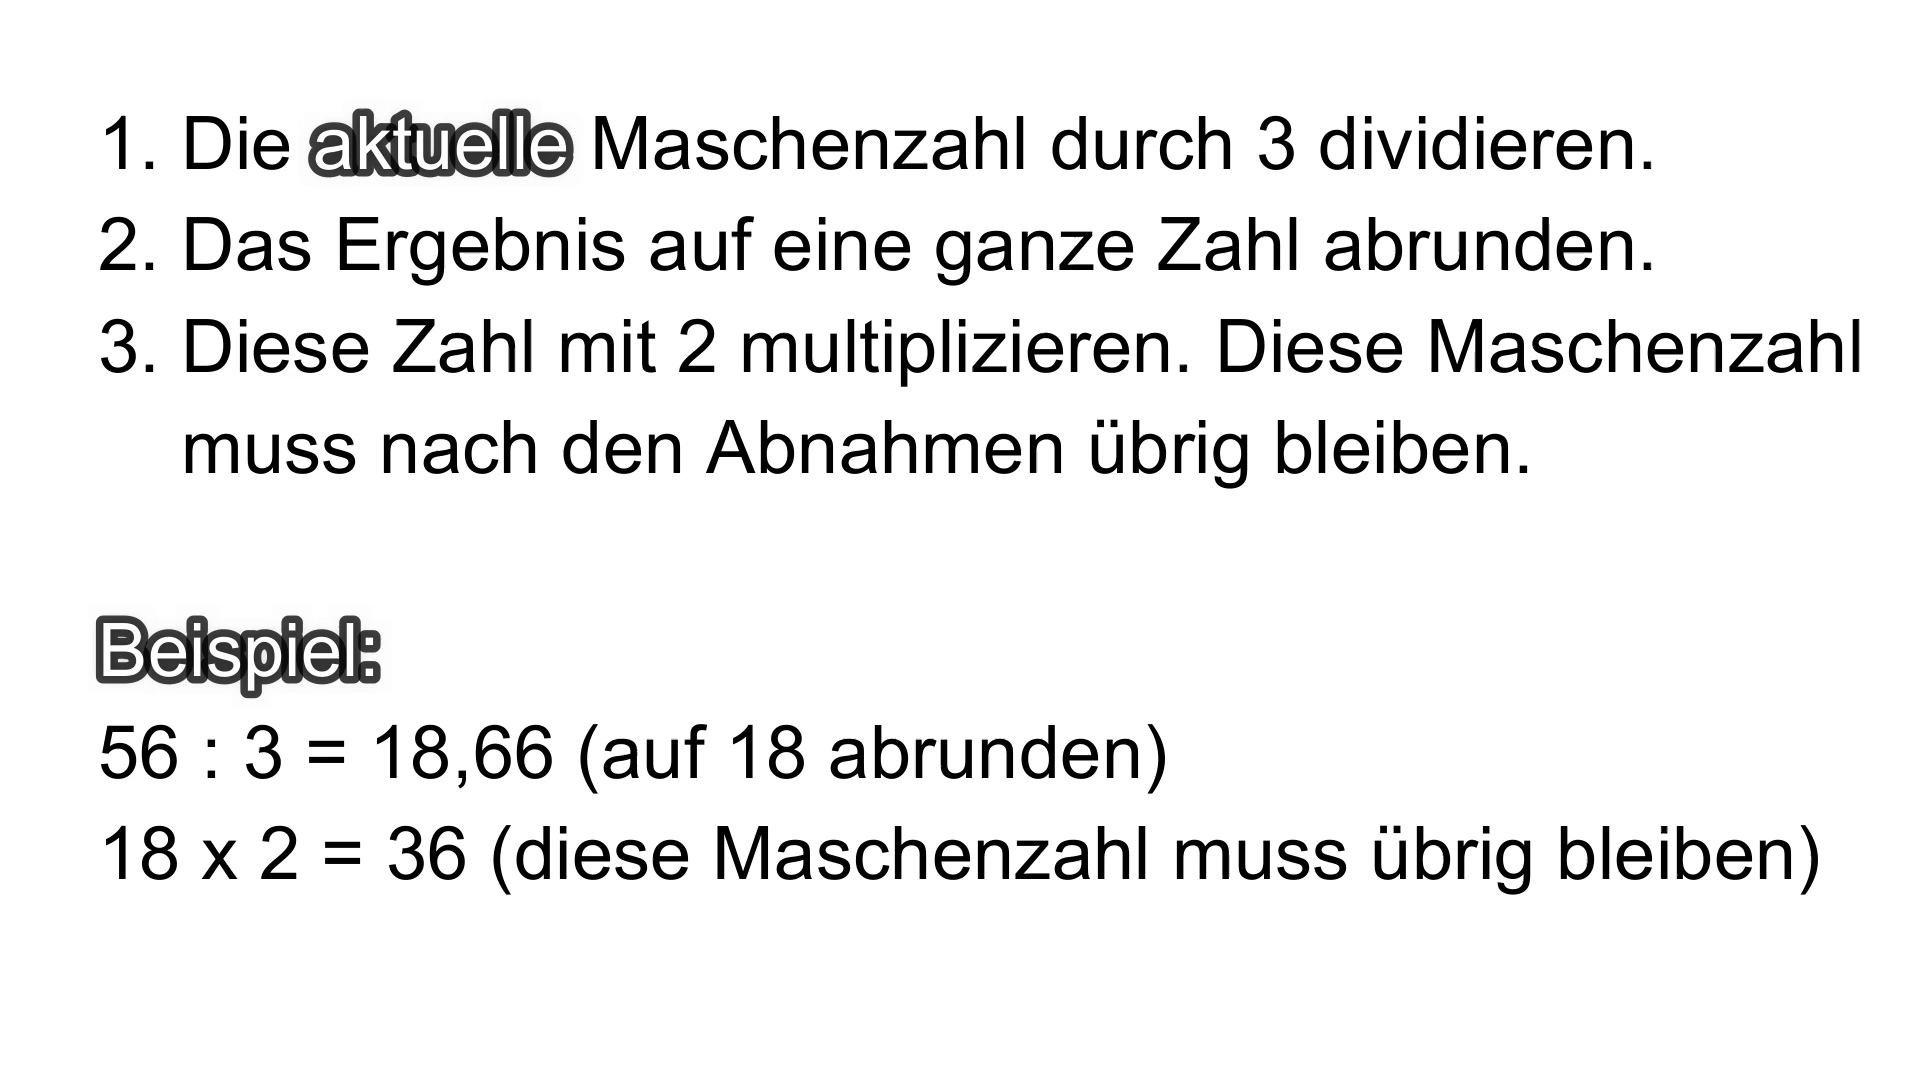 1. Die aktuelle Maschenzahl durch 3 dividieren.
2. Das Ergebnis auf eine ganze Zahl abrunden.
3. Diese Zahl mit 2 multiplizieren. Diese Maschenzahl
muss nach den Abnahmen übrig bleiben.
Beispiel:
56 : 3 = 18,66 (auf 18 abrunden)
18 x 2 = 36 (diese Maschenzahl muss übrig bleiben)